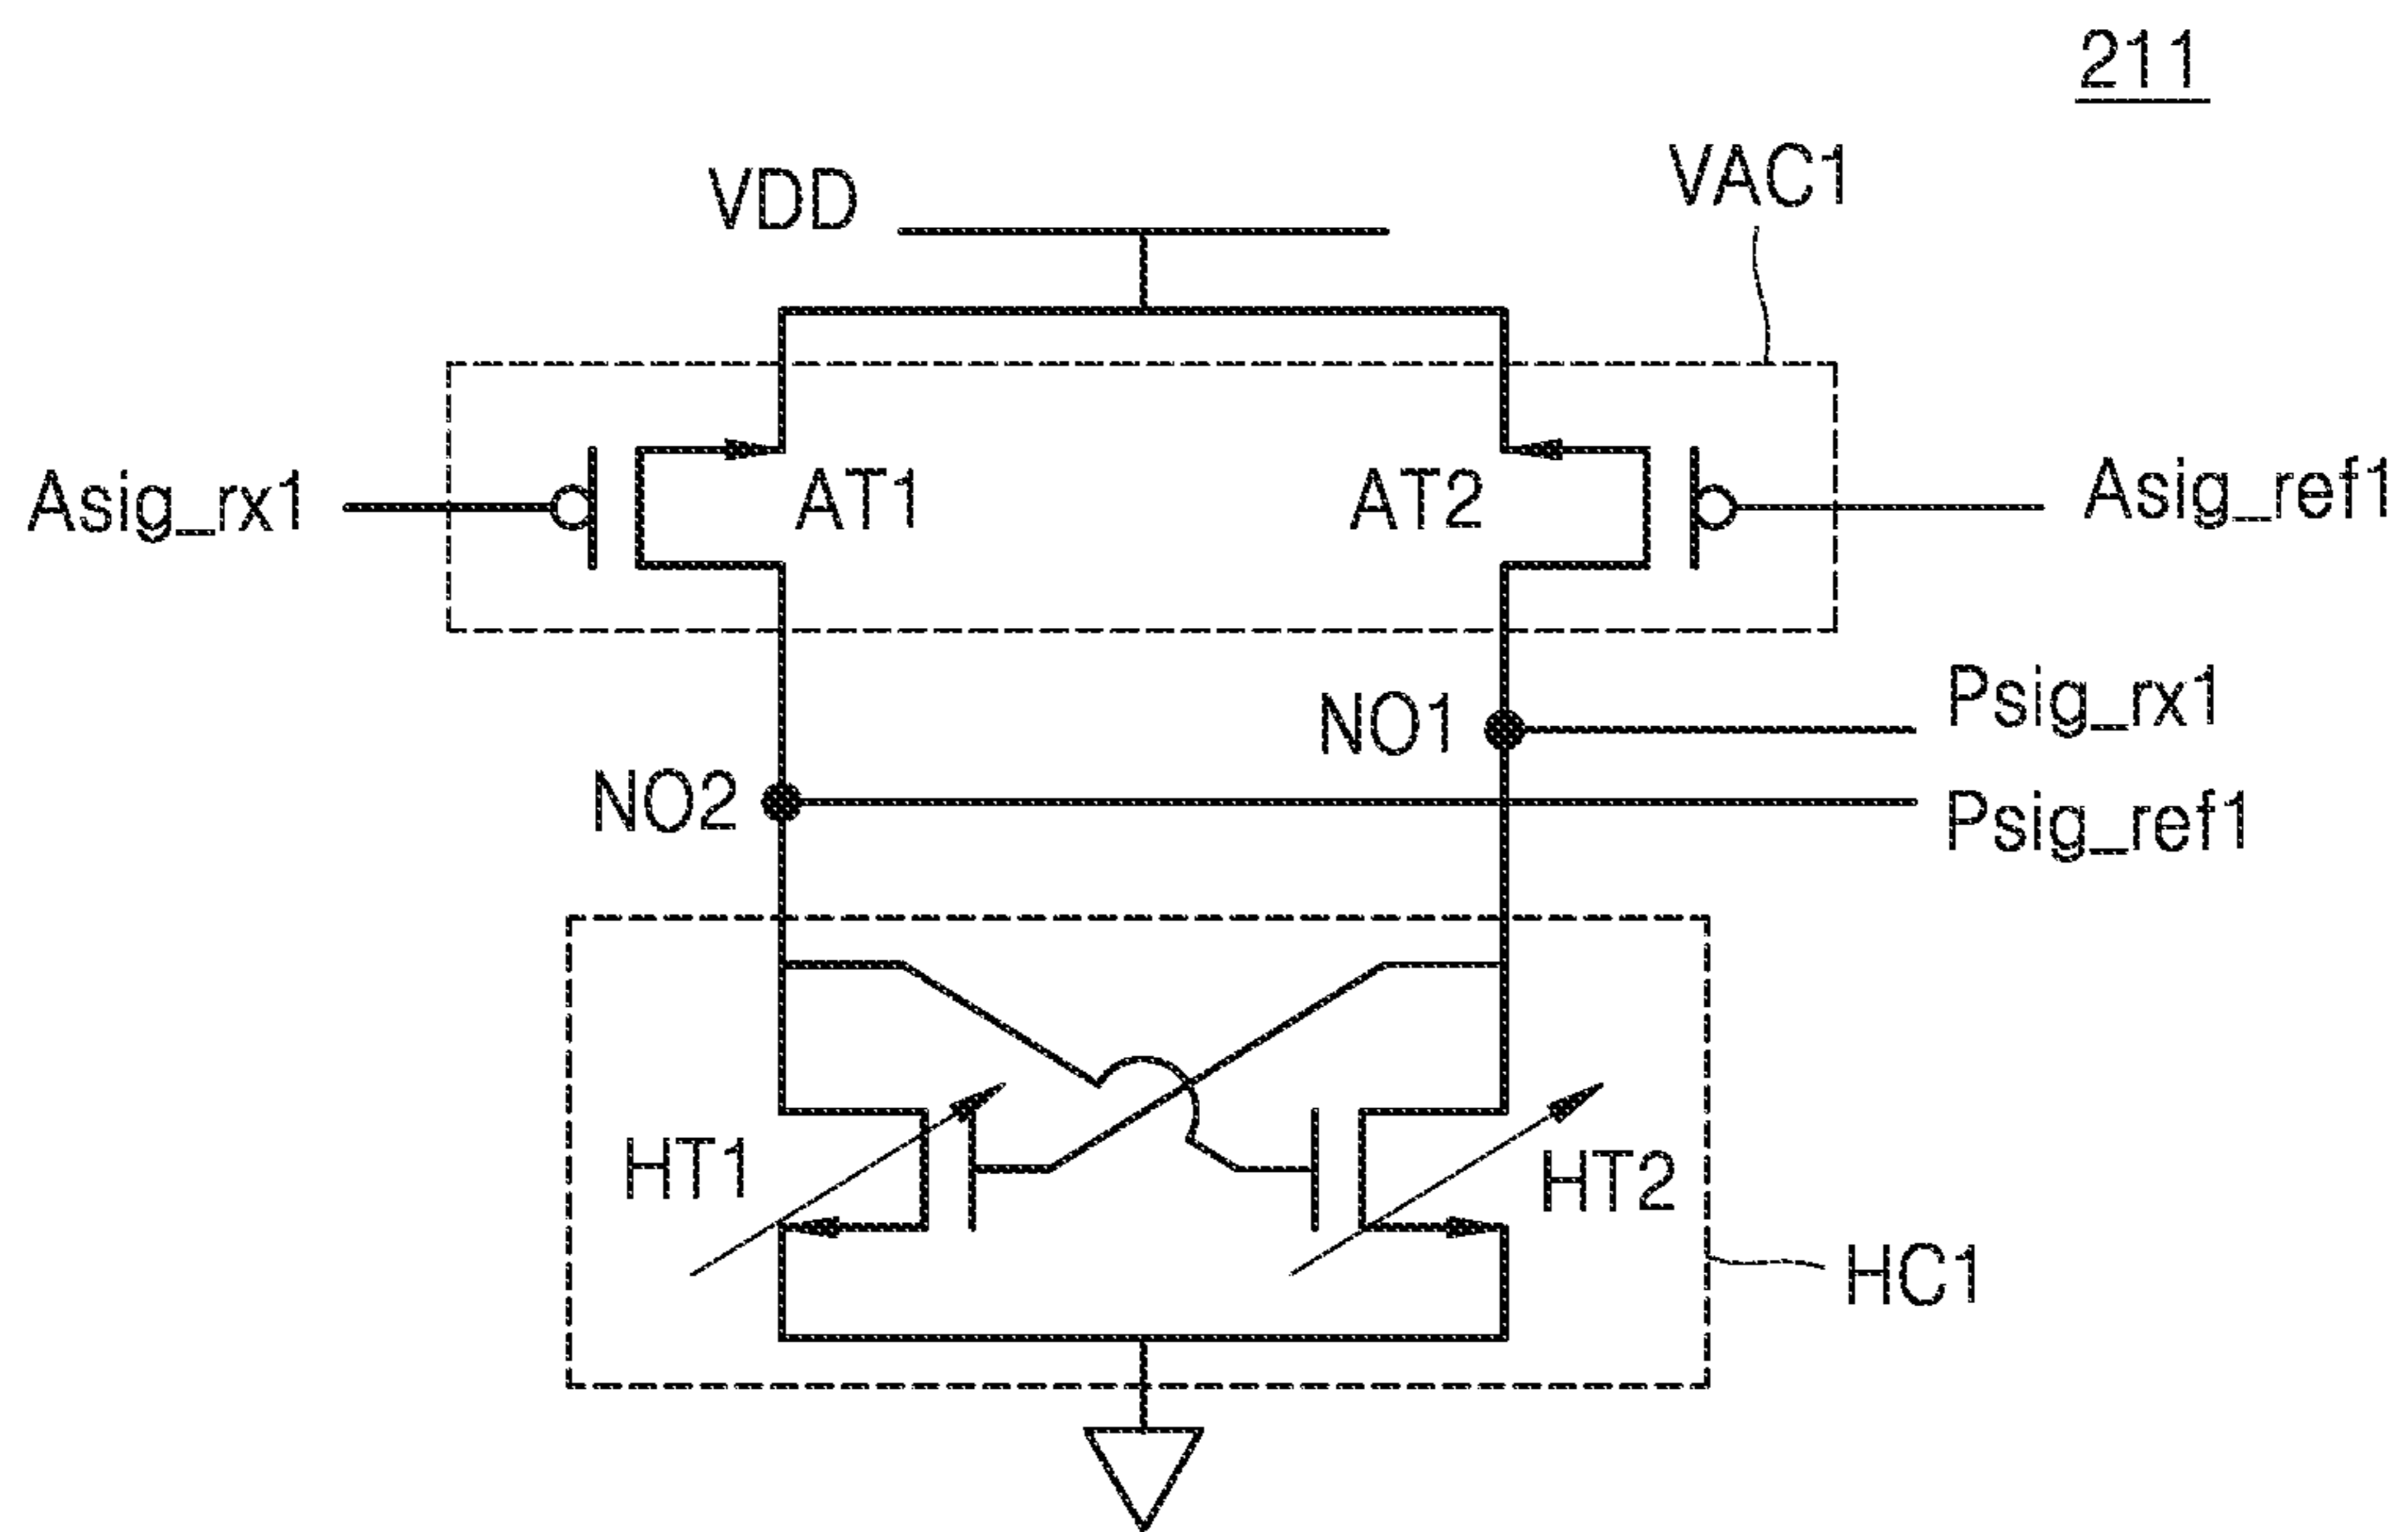 211
VAC1
VDD
Asig_rx1
AT1
AT2
Asig_ref1
NO1
Psig_rx1
NO2
Psig_ref1
HT1
HT2
HC1